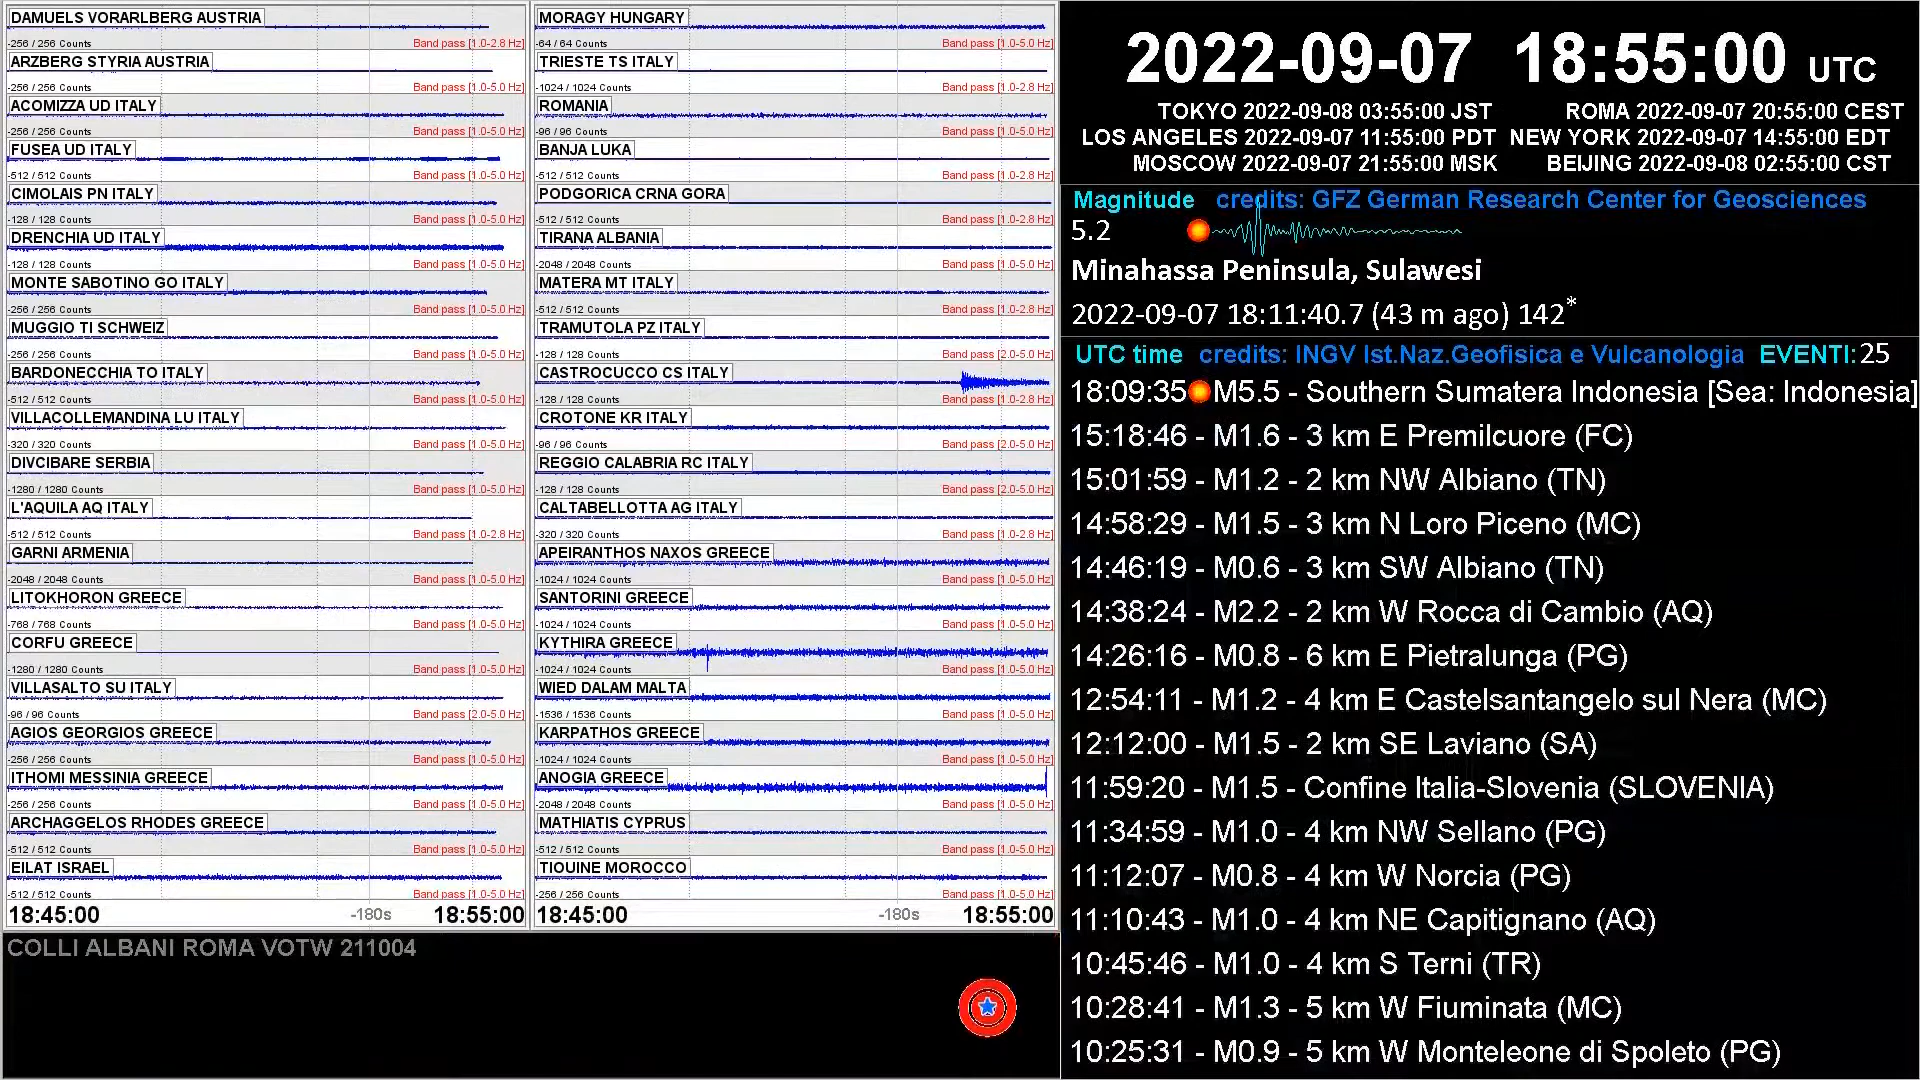 DAMUELS VORARLBERG AUSTRIA
-256 / 256 Counts Band pass [1.0-2.8 Hz]
ARZBERG STYRIA AUSTRIA
-256 / 256 Counts Band pass [1.0-5.0 Hz]
ACOMIZZA UD ITALY
-256 / 256 Counts Band pass [1.0-5.0 Hz]
FUSEA UD ITALY
-512 / 512 Counts Band pass [1.0-5.0 Hz]
CIMOLAIS PN ITALY
-128 / 128 Counts Band pass [1.0-5.0 Hz]
DRENCHIA UD ITALY
-128 / 128 Counts Band pass [1.0-5.0 Hz]
MONTE SABOTINO GO ITALY
-256 / 256 Counts Band pass [1.0-5.0 Hz]
MUGGIO TI SCHWEIZ
-256 / 256 Counts Band pass [1.0-5.0 Hz]
BARDONECCHIA TO ITALY
-512 / 512 Counts Band pass [1.0-5.0 Hz]
VILLACOLLEMANDINA LU ITALY
-320 / 320 Counts Band pass [1.0-5.0 Hz]
DIVCIBARE SERBIA
-1280 / 1280 Counts Band pass [1.0-5.0 Hz]
L'AQUILA AQ ITALY
-512 / 512 Counts Band pass [1.0-2.8 Hz]
GARNI ARMENIA
-2048 / 2048 Counts Band pass [1.0-5.0 Hz]
LITOKHORON GREECE
-768 / 768 Counts Band pass [1.0-5.0 Hz]
CORFU GREECE
-1280 / 1280 Counts Band pass [1.0-5.0 Hz]
VILLASALTO SU ITALY
-96 / 96 Counts Band pass [2.0-5.0 Hz]
AGIOS GEORGIOS GREECE
-256 / 256 Counts Band pass [1.0-5.0 Hz]
ITHOMI MESSINIA GREECE
-256 / 256 Counts Band pass [1.0-5.0 Hz]
ARCHAGGELOS RHODES GREECE
-512 / 512 Counts Band pass [1.0-5.0 Hz]
EILAT ISRAEL
-512 / 512 Counts Band pass [1.0-5.0 Hz]
18:45:00 -180s 18:55:00
MORAGY HUNGARY
-64 / 64 Counts Band pass [1.0-5.0 Hz]
TRIESTE TS ITALY
-1024 / 1024 Counts Band pass [1.0-2.8 Hz]
ROMANIA
-96 / 96 Counts Band pass [1.0-5.0 Hz]
BANJA LUKA
-512 / 512 Counts Band pass [1.0-2.8 Hz]
PODGORICA CRNA GORA
-512 / 512 Counts Band pass [1.0-2.8 Hz]
TIRANA ALBANIA
-2048 / 2048 Counts Band pass [1.0-2.8 Hz]
MATERA MT ITALY
-512 / 512 Counts Band pass [1.0-2.8 Hz]
TRAMUTOLA PZ ITALY
-128 / 128 Counts Band pass [2.0-5.0 Hz]
CASTROCUCCO CS ITALY
-128 / 128 Counts Band pass [1.0-5.0 Hz]
CROTONE KR ITALY
-96 / 96 Counts Band pass [2.0-5.0 Hz]
REGGIO CALABRIA RC ITALY
-128 / 128 Counts Band pass [2.0-5.0 Hz]
CALTABELLOTTA AG ITALY
-320 / 320 Counts Band pass [1.0-2.8 Hz]
APEIRANTHOS NAXOS GREECE
-1024 / 1024 Counts Band pass [1.0-5.0 Hz]
SANTORINI GREECE
-1024 / 1024 Counts Band pass [1.0-5.0 Hz]
KYTHIRA GREECE
-1024 / 1024 Counts Band pass [1.0-5.0 Hz]
WIED DALAM MALTA
-1536 / 1536 Counts Band pass [1.0-5.0 Hz]
KARPATHOS GREECE
-1024 / 1024 Counts Band pass [1.0-5.0 Hz]
ANOGIA GREECE
-2048 / 2048 Counts Band pass [1.0-5.0 Hz]
MATHIATIS CYPRUS
-512 / 512 Counts Band pass [1.0-5.0 Hz]
TIOUINE MOROCCO
-256 / 256 Counts Band pass [1.0-5.0 Hz]
18:45:00 -180s 18:55:00
COLLI ALBANI ROMA VOTW 211004
2022-09-07 18:55:00 UTC
TOKYO 2022-09-08 03:55:00 JST ROMA 2022-09-07 20:55:00 CEST
LOS ANGELES 2022-09-07 11:55:00 PDT NEW YORK 2022-09-07 14:55:00 EDT
MOSCOW 2022-09-07 21:55:00 MSK BEIJING 2022-09-08 02:55:00 CST
Magnitude credits: GFZ German Research Center for Geosciences
5.2
Minahassa Peninsula, Sulawesi
2022-09-07 18:11:40.7 (43 m ago) 142*
UTC time credits: INGV Ist.Naz.Geofisica e Vulcanologia EVENTI: 25
18:09:35 M5.5 - Southern Sumatera Indonesia [Sea: Indonesia]
15:18:46 - M1.6 - 3 km E Premilcuore (FC)
15:01:59 - M1.2 - 2 km NW Albiano (TN)
14:58:29 - M1.5 - 3 km N Loro Piceno (MC)
14:46:19 - M0.6 - 3 km SW Albiano (TN)
14:38:24 - M2.2 - 2 km W Rocca di Cambio (AQ)
14:26:16 - M0.8 - 6 km E Pietralunga (PG)
12:54:11 - M1.2 - 4 km E Castelsantangelo sul Nera (MC)
12:12:00 - M1.5 - 2 km SE Laviano (SA)
11:59:20 - M1.5 - Confine Italia-Slovenia (SLOVENIA)
11:34:59 - M1.0 - 4 km NW Sellano (PG)
11:12:07 - M0.8 - 4 km W Norcia (PG)
11:10:43 - M1.0 - 4 km NE Capitignano (AQ)
10:45:46 - M1.0 - 4 km S Terni (TR)
10:28:41 - M1.3 - 5 km W Fiuminata (MC)
10:25:31 - M0.9 - 5 km W Monteleone di Spoleto (PG)